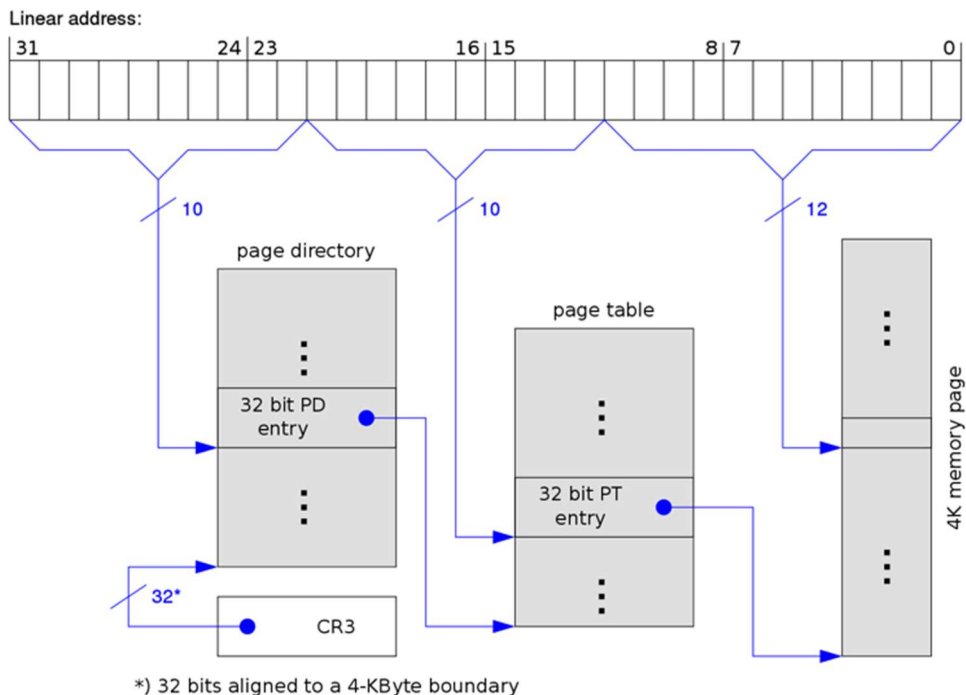 Linear address:
31 24 23 16 15 8 7 0
10 10 12
page directory
page table
32 bit PD
entry
32 bit PT
entry
4K memory page
32*
CR3
*) 32 bits aligned to a 4-KByte boundary